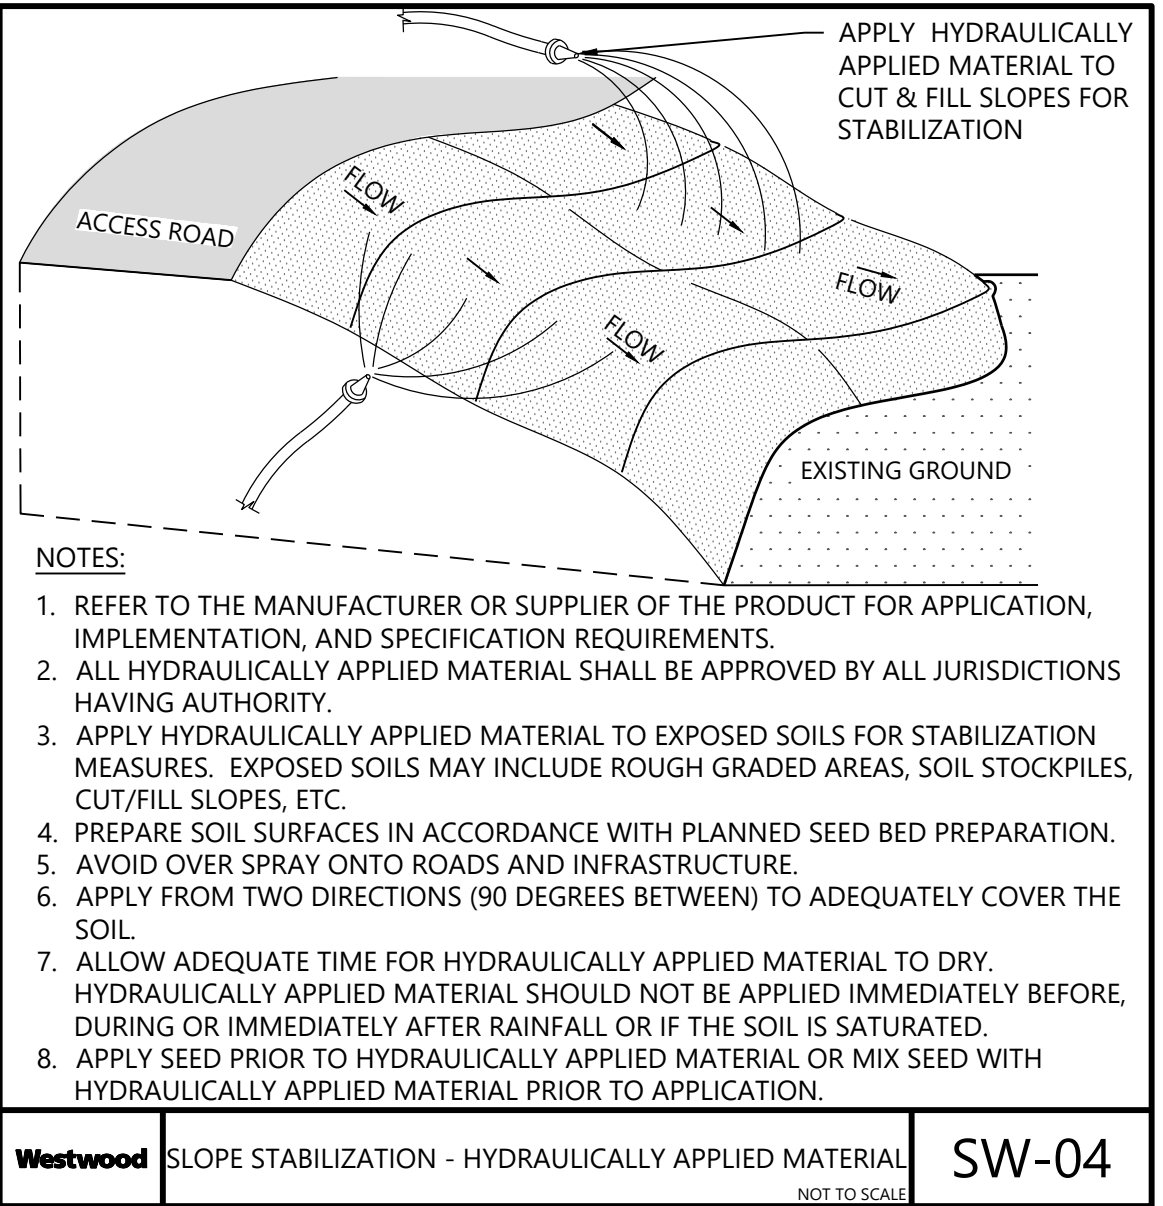 APPLY HYDRAULICALLY
APPLIED MATERIAL TO
CUT & FILL SLOPES FOR
STABILIZATION
FLOW
ACCESS ROAD
FLOW
FLOW
EXISTING GROUND
NOTES:
1. REFER TO THE MANUFACTURER OR SUPPLIER OF THE PRODUCT FOR APPLICATION,
IMPLEMENTATION, AND SPECIFICATION REQUIREMENTS.
2. ALL HYDRAULICALLY APPLIED MATERIAL SHALL BE APPROVED BY ALL JURISDICTIONS
HAVING AUTHORITY.
3. APPLY HYDRAULICALLY APPLIED MATERIAL TO EXPOSED SOILS FOR STABILIZATION
MEASURES. EXPOSED SOILS MAY INCLUDE ROUGH GRADED AREAS, SOIL STOCKPILES,
CUT/FILL SLOPES, ETC.
4. PREPARE SOIL SURFACES IN ACCORDANCE WITH PLANNED SEED BED PREPARATION.
5. AVOID OVER SPRAY ONTO ROADS AND INFRASTRUCTURE.
6. APPLY FROM TWO DIRECTIONS (90 DEGREES BETWEEN) TO ADEQUATELY COVER THE
SOIL.
7. ALLOW ADEQUATE TIME FOR HYDRAULICALLY APPLIED MATERIAL TO DRY.
HYDRAULICALLY APPLIED MATERIAL SHOULD NOT BE APPLIED IMMEDIATELY BEFORE,
DURING OR IMMEDIATELY AFTER RAINFALL OR IF THE SOIL IS SATURATED.
8. APPLY SEED PRIOR TO HYDRAULICALLY APPLIED MATERIAL OR MIX SEED WITH
HYDRAULICALLY APPLIED MATERIAL PRIOR TO APPLICATION.
Westwood
SLOPE STABILIZATION - HYDRAULICALLY APPLIED MATERIAL
NOT TO SCALE
SW-04